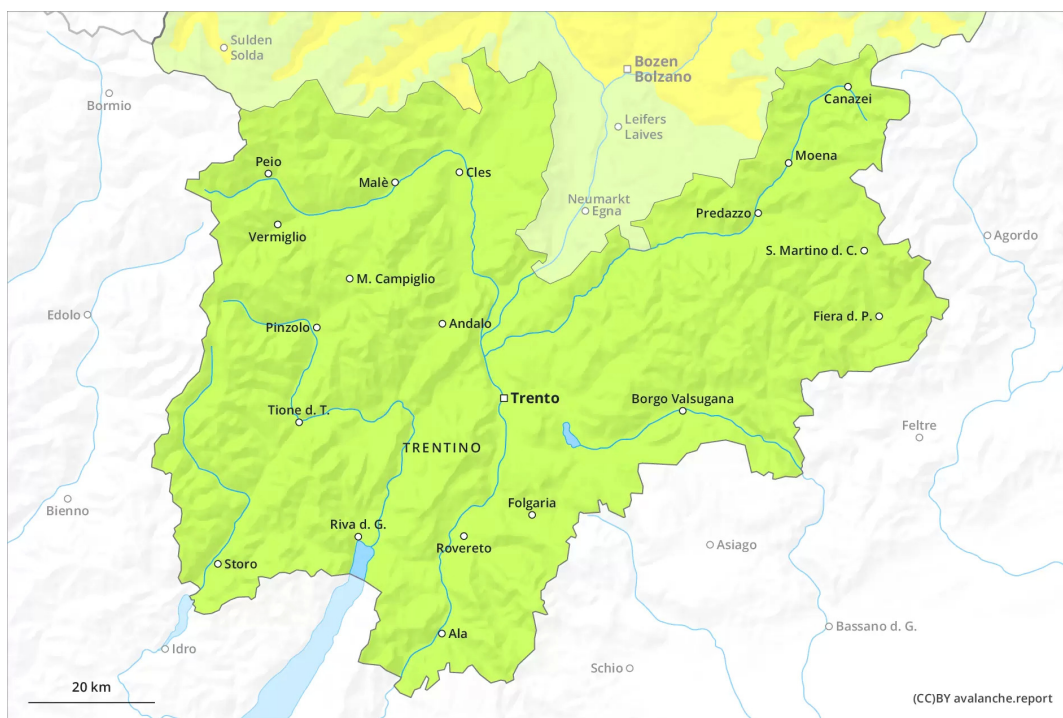 Sulden
Solda
Bozen
Bolzano
Bormio
Canazei
Leifers
Laives
Peio
Malè
Cles
Moena
Neumarkt
Egna
Predazzo
Vermiglio
Agordo
S. Martino d. C.
M. Campiglio
Edolo
Pinzolo
Andalo
Fiera d. P.
Trento
Borgo Valsugana
Tione d. T.
Feltre
TRENTINO
Bienno
Folgaria
Riva d. G.
Rovereto
Asiago
Storo
Ala
Bassano d. G.
Idro
Schio
20 km
(CC)BY avalanche.report